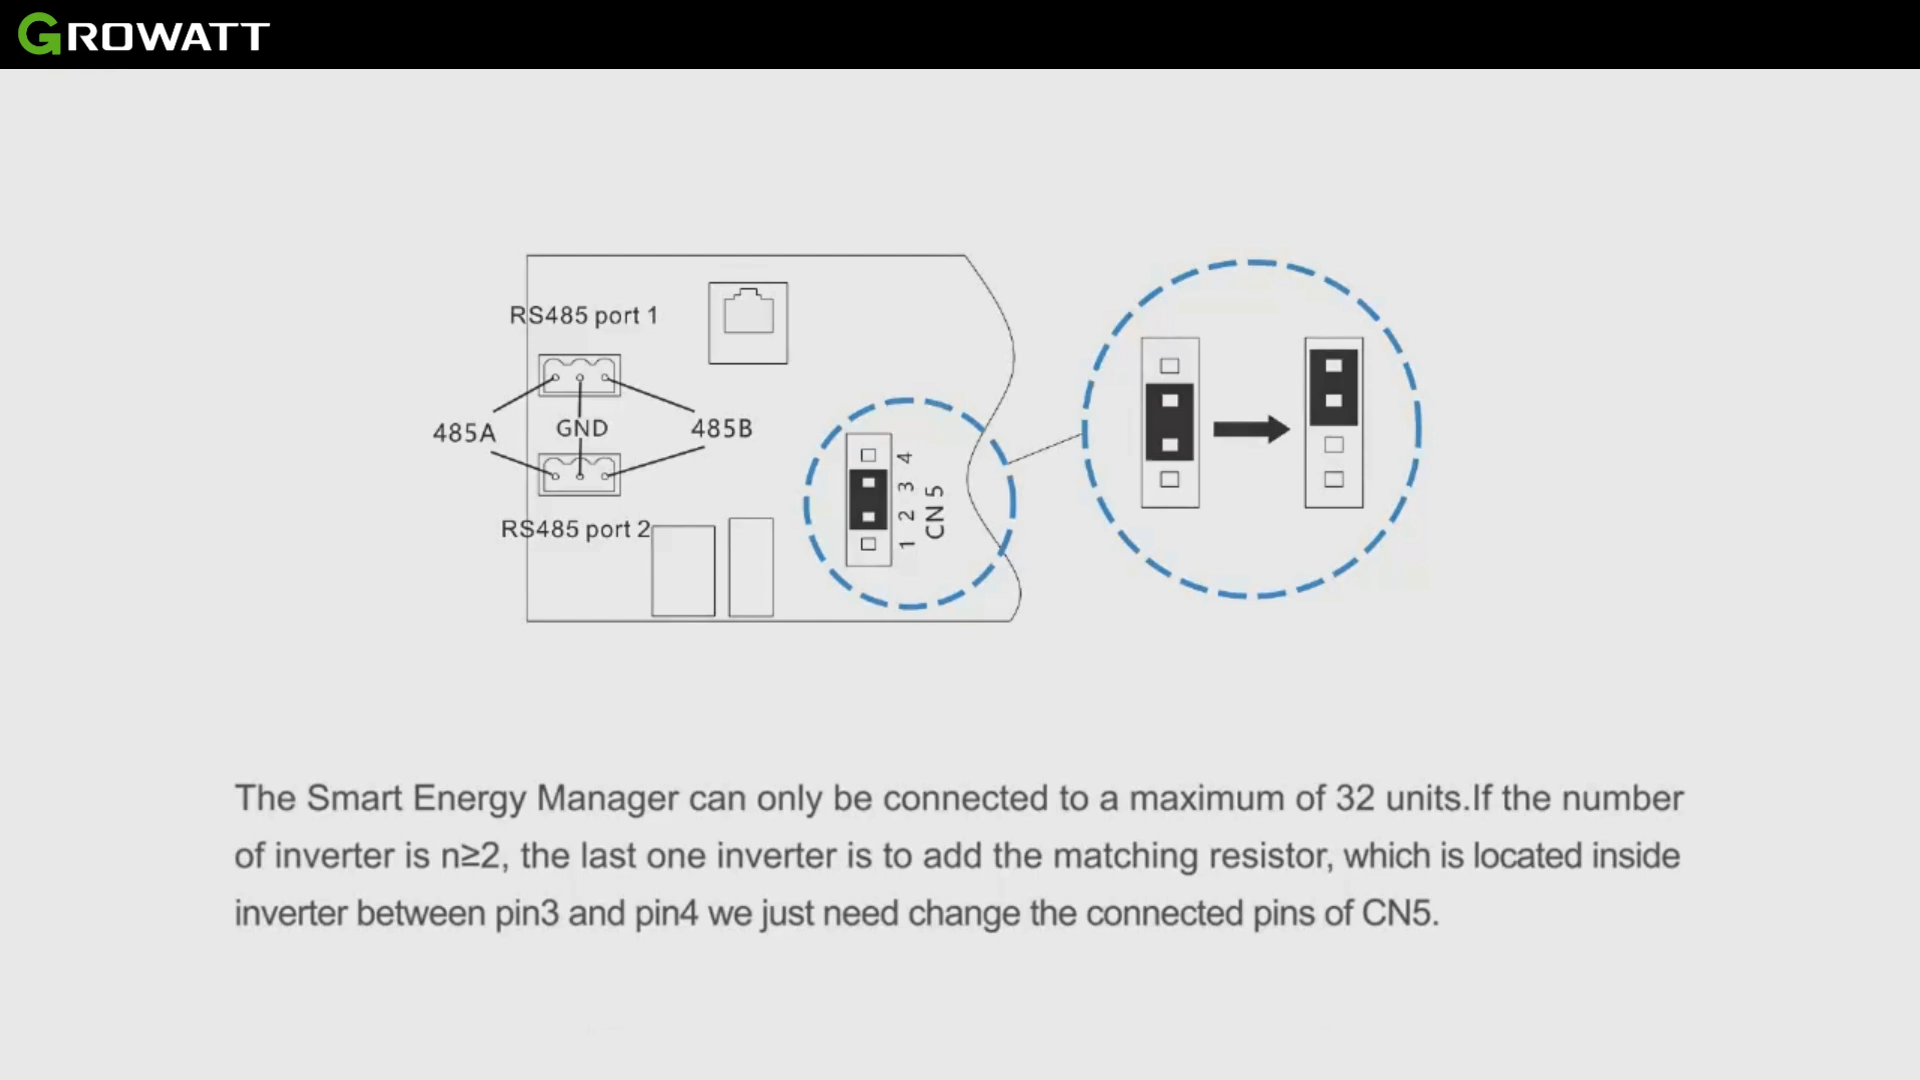 GROWATT
RS485 port 1
485A
GND
485B
RS485 port 2
4
3
2
1
CN5
The Smart Energy Manager can only be connected to a maximum of 32 units.If the number
of inverter is n≥2, the last one inverter is to add the matching resistor, which is located inside
inverter between pin3 and pin4 we just need change the connected pins of CN5.